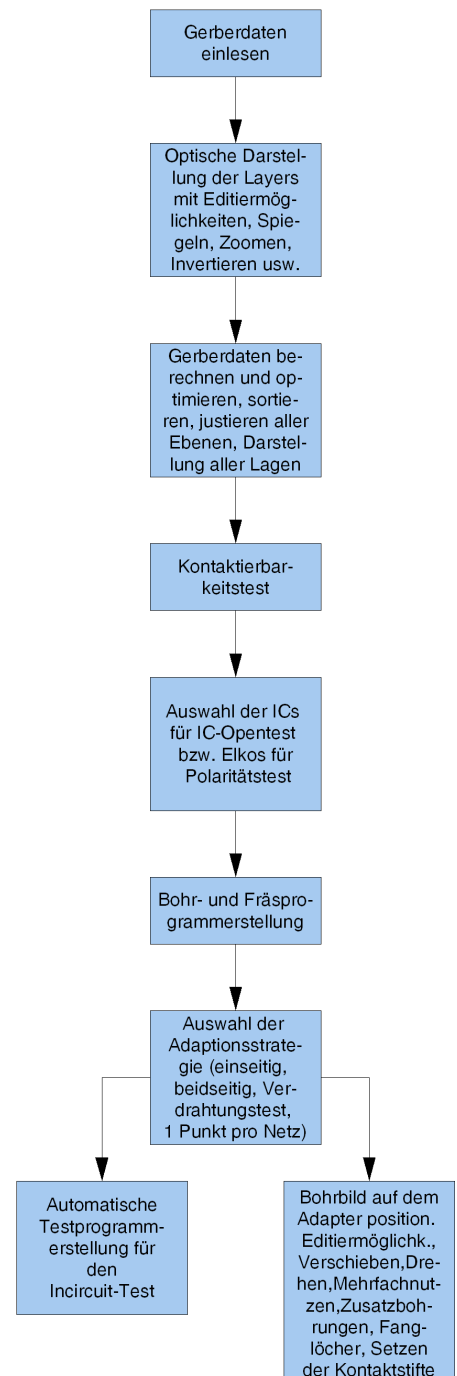 Gerberdaten
einlesen
Optische Darstel-
lung der Layers
mit Editiermög-
lichkeiten, Spie-
geln, Zoomen,
Invertieren usw.
Gerberdaten be-
rechnen und op-
timieren, sortie-
ren, justieren aller
Ebenen, Darstel-
lung aller Lagen
Kontaktierbar-
keitstest
Auswahl der ICs
für IC-Opentest
bzw. Elkos für
Polaritätstest
Bohr- und Fräspro-
grammerstellung
Auswahl der
Adaptionsstrate-
gie (einseitig,
beidseitig, Ver-
drahtungstest,
1 Punkt pro Netz)
Automatische
Testprogramm-
erstellung für
den
Incircuit-Test
Bohrbild auf dem
Adapter position.
Editiermöglichk.,
Verschieben,Dre-
hen,Mehrfachnut-
zen,Zusatzboh-
rungen, Fang-
löcher, Setzen
der Kontaktstifte